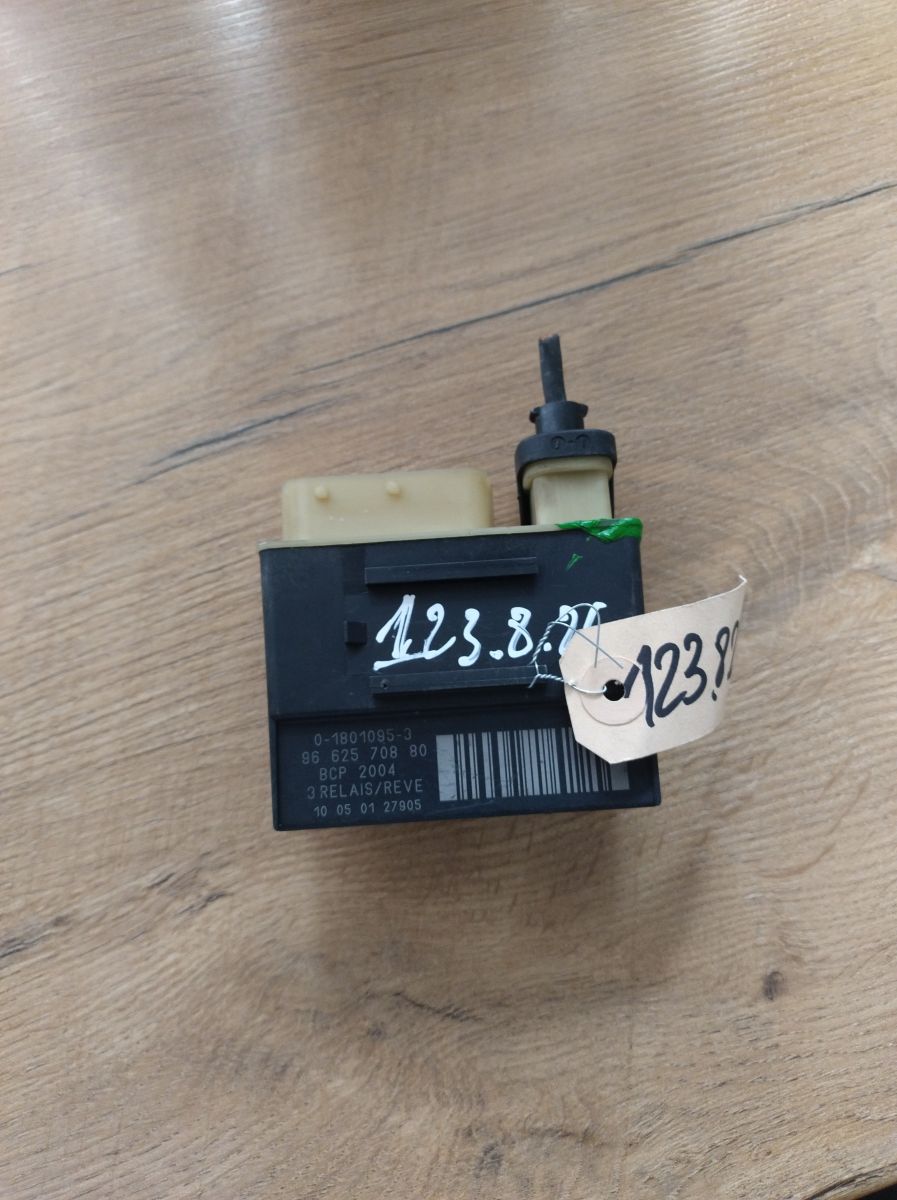 123.8.
123.8
0-1801095-3
96 625 708 80
BCP 2004
3 RELAIS/REVE
10 05 01 27905